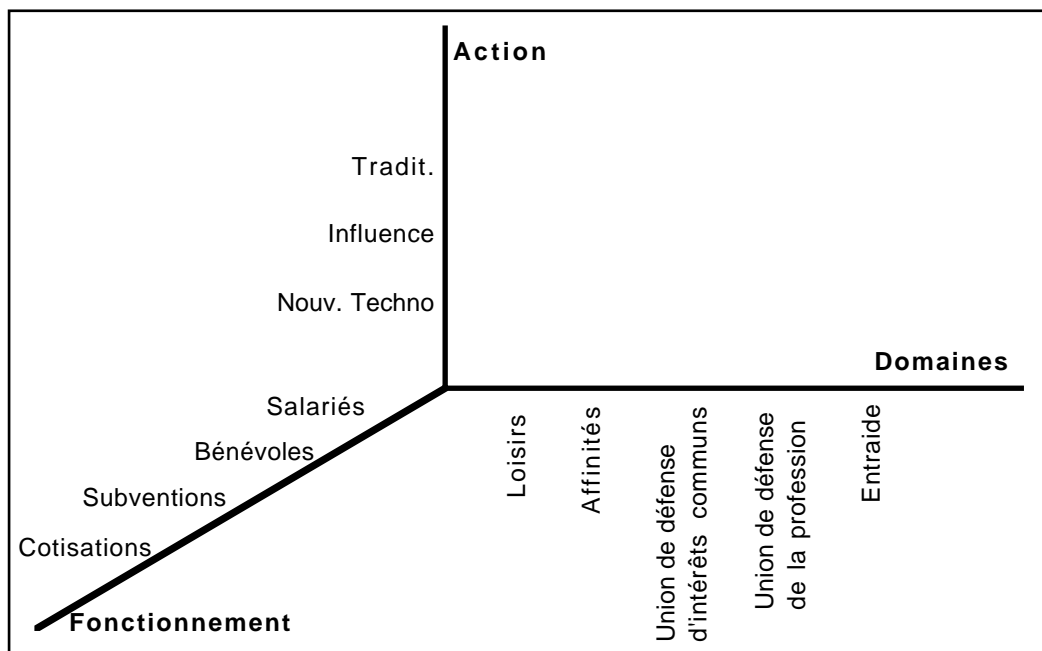 Action
Tradit.
Influence
Nouv. Techno
Domaines
Salariés
Bénévoles
Subventions
Cotisations
Fonctionnement
Loisirs
Affinités
Union de défense
d'intérêts communs
Union de défense
de la profession
Entraide